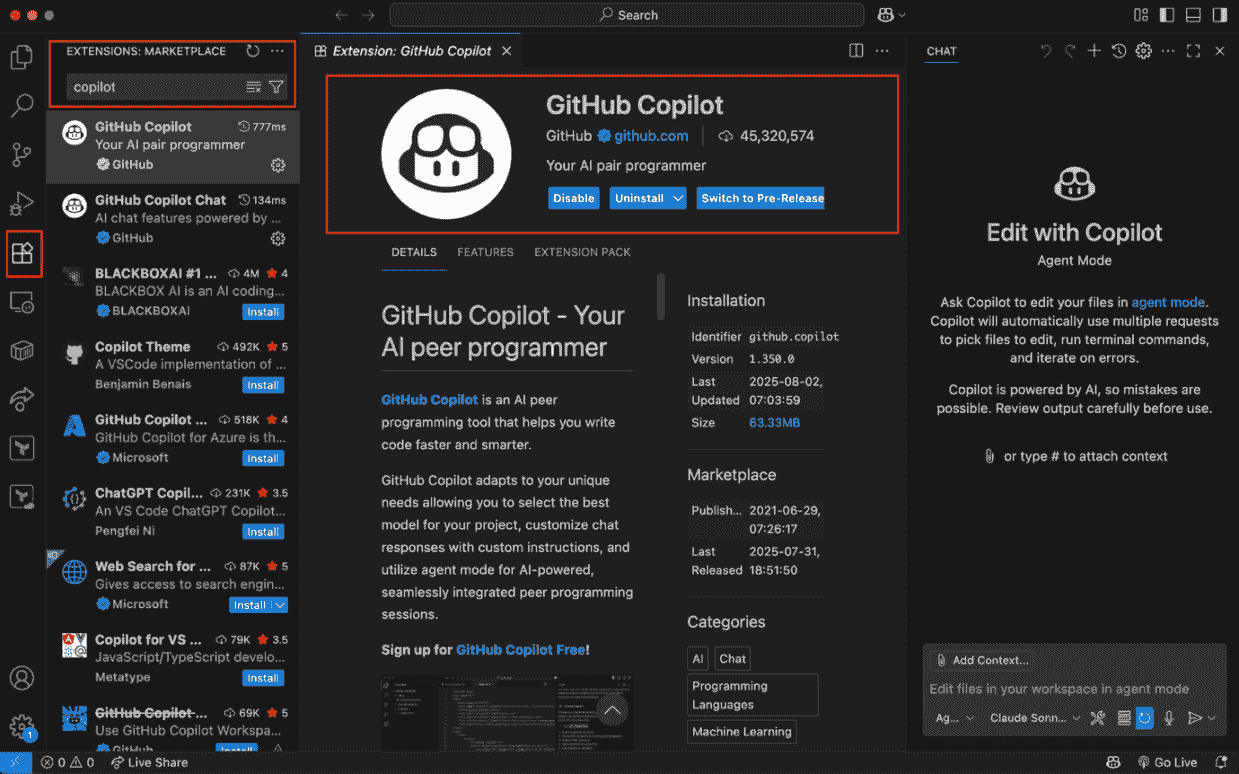 Search
EXTENSIONS: MARKETPLACE
copilot
GitHub Copilot 777ms
Your AI pair programmer
GitHub
GitHub Copilot Chat 134ms
AI chat features powered by ...
GitHub
BLACKBOXAI #1 ... 4M 4
BLACKBOX AI is an AI coding...
BLACKBOXAI Install
Copilot Theme 492K 5
A VSCode implementation of ...
Benjamin Benais Install
GitHub Copilot ... 518K 4
GitHub Copilot for Azure is th...
Microsoft Install
ChatGPT Copil... 231K 3.5
An VS Code ChatGPT Copilot...
Pengfei Ni Install
Web Search for ... 87K 5
Gives access to search engin...
Microsoft Install
Copilot for VS ... 79K 3.5
JavaScript/TypeScript develo...
Metatype Install
GitHub Copilot ... 69K 5
Use GitHub Copilot Workspa...
GitHub Install
Extension: GitHub Copilot
GitHub Copilot
GitHub github.com 45,320,574
Your AI pair programmer
Disable Uninstall Switch to Pre-Release
DETAILS FEATURES EXTENSION PACK
GitHub Copilot - Your
AI peer programmer
GitHub Copilot is an AI peer
programming tool that helps you write
code faster and smarter.
GitHub Copilot adapts to your unique
needs allowing you to select the best
model for your project, customize chat
responses with custom instructions, and
utilize agent mode for AI-powered,
seamlessly integrated peer programming
sessions.
Sign up for GitHub Copilot Free!
Installation
Identifier github.copilot
Version 1.350.0
Last 2025-08-02,
Updated 07:03:59
Size 63.33MB
Marketplace
Publish... 2021-06-29,
07:26:17
Last 2025-07-31,
Released 18:51:50
Categories
AI Chat
Programming
Languages
Machine Learning
CHAT
Edit with Copilot
Agent Mode
Ask Copilot to edit your files in agent mode.
Copilot will automatically use multiple requests
to pick files to edit, run terminal commands,
and iterate on errors.
Copilot is powered by AI, so mistakes are
possible. Review output carefully before use.
or type # to attach context
Add Context...
Edit files in your workspace in agent mode
Ag... Claude Sonn...
1
0 0 Live Share
Go Live